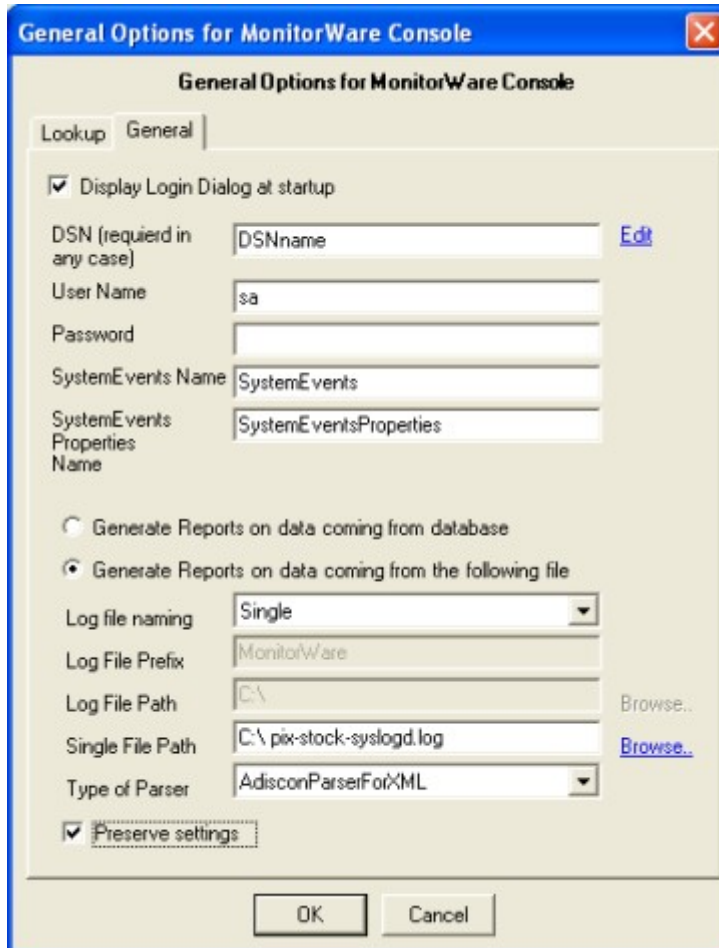 General Options for MonitorWare Console
General Options for MonitorWare Console
Lookup General
Display Login Dialog at startup
DSN (requierd in any case) DSNname Edit
User Name sa
Password
SystemEvents Name SystemEvents
SystemEvents Properties Name SystemEventsProperties
Generate Reports on data coming from database
Generate Reports on data coming from the following file
Log file naming Single
Log File Prefix MonitorWare
Log File Path C:\ Browse..
Single File Path C:\ pix-stock-syslogd.log Browse..
Type of Parser AdisconParserForXML
Preserve settings
OK Cancel